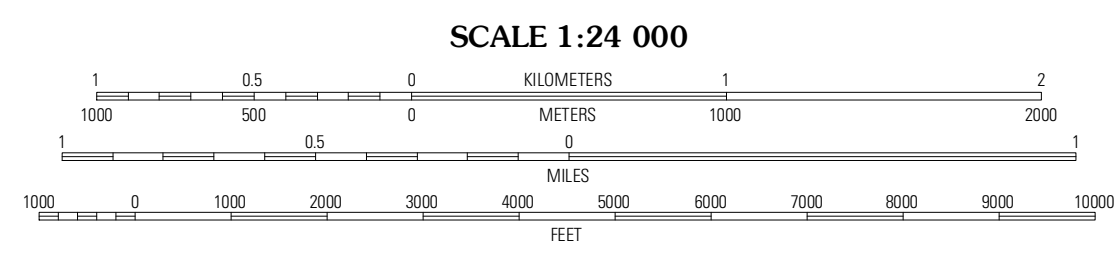 SCALE 1:24 000
1 0.5 0 KILOMETERS 1 2
1000 500 0 METERS 1000 2000
1 0.5 0 1
MILES
1000 0 1000 2000 3000 4000 5000 6000 7000 8000 9000 10000
FEET